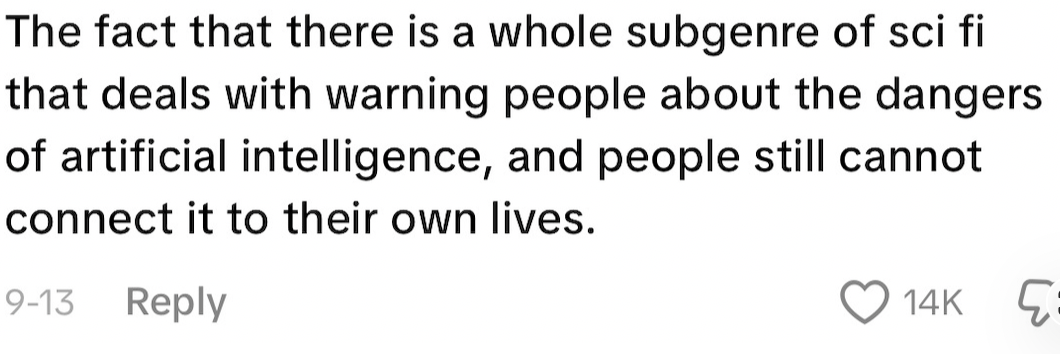 The fact that there is a whole subgenre of sci fi
that deals with warning people about the dangers
of artificial intelligence, and people still cannot
connect it to their own lives.
9-13 Reply 14K